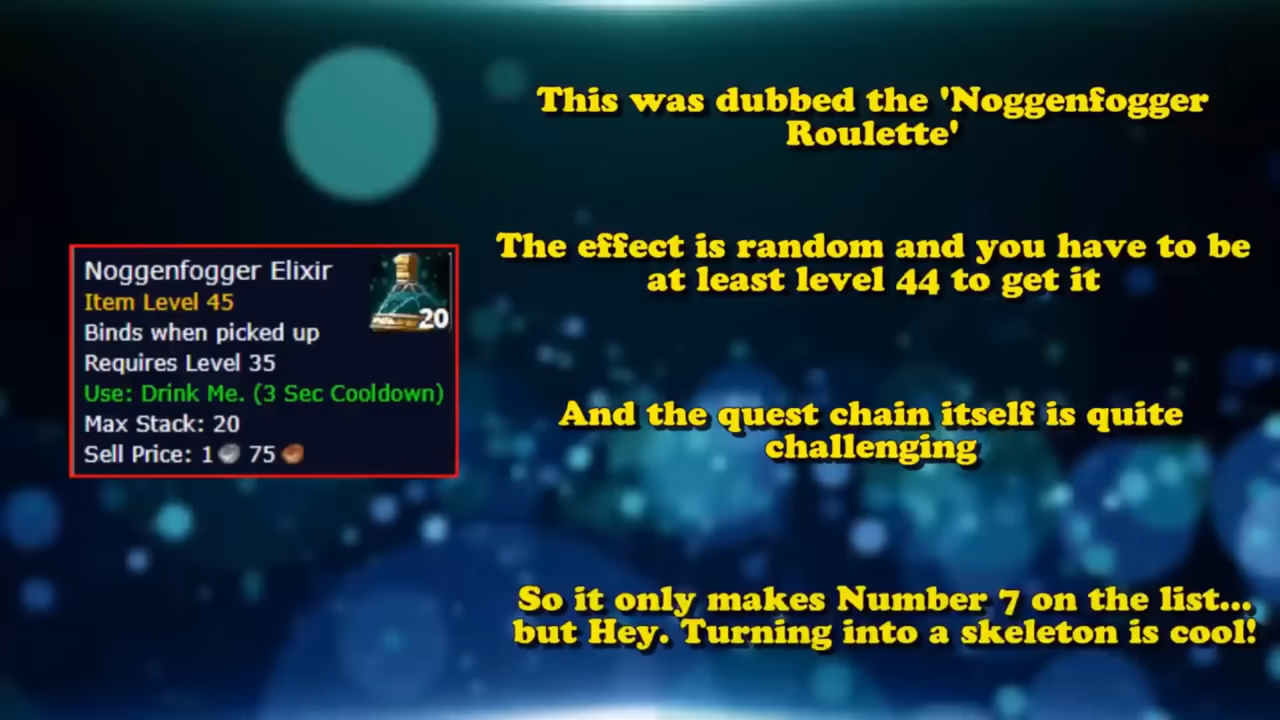 This was dubbed the 'Noggenfogger
Roulette'
The effect is random and you have to be
at least level 44 to get it
Noggenfogger Elixir
20
Item Level 45
Binds when picked up
Requires Level 35
Use: Drink Me. (3 Sec Cooldown)
Max Stack: 20
Sell Price: 1 75
And the quest chain itself is quite
challenging
So it only makes Number 7 on the list...
but Hey. Turning into a skeleton is cool!